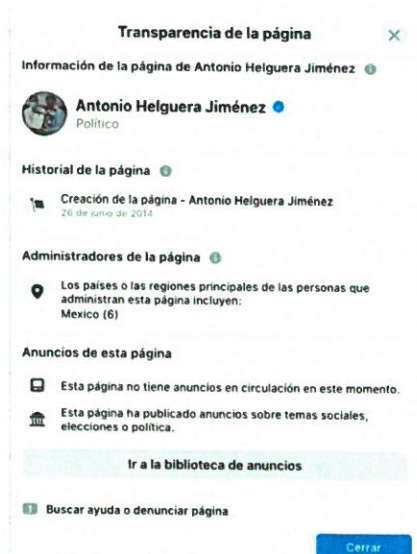 Transparencia de la página
Información de la página de Antonio Helguera Jiménez
Antonio Helguera Jiménez
Político
Historial de la página
Creación de la página - Antonio Helguera Jiménez
26 de junio de 2014
Administradores de la página
Los países o las regiones principales de las personas que
administran esta página incluyen:
Mexico (6)
Anuncios de esta página
Esta página no tiene anuncios en circulación en este momento.
Esta página ha publicado anuncios sobre temas sociales,
elecciones o política.
Ir a la biblioteca de anuncios
Buscar ayuda o denunciar página
Cerrar